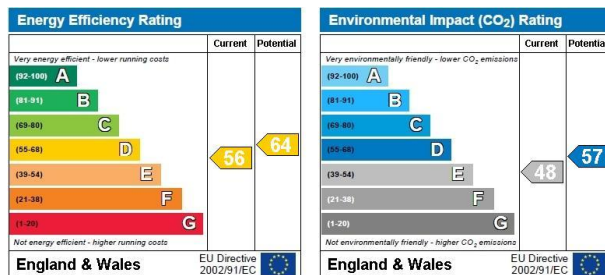 Energy Efficiency Rating
Current Potential
Very energy efficient - lower running costs
(92-100) A
(81-91) B
(69-80) C
(55-68) D
(39-54) E
(21-38) F
(1-20) G
56
64
Not energy efficient - higher running costs
England & Wales
EU Directive
2002/91/EC
Environmental Impact (CO2) Rating
Current Potential
Very environmentally friendly - lower CO2 emissions
(92-100) A
(81-91) B
(69-80) C
(55-68) D
(39-54) E
(21-38) F
(1-20) G
48
57
Not environmentally friendly - higher CO2 emissions
England & Wales
EU Directive
2002/91/EC